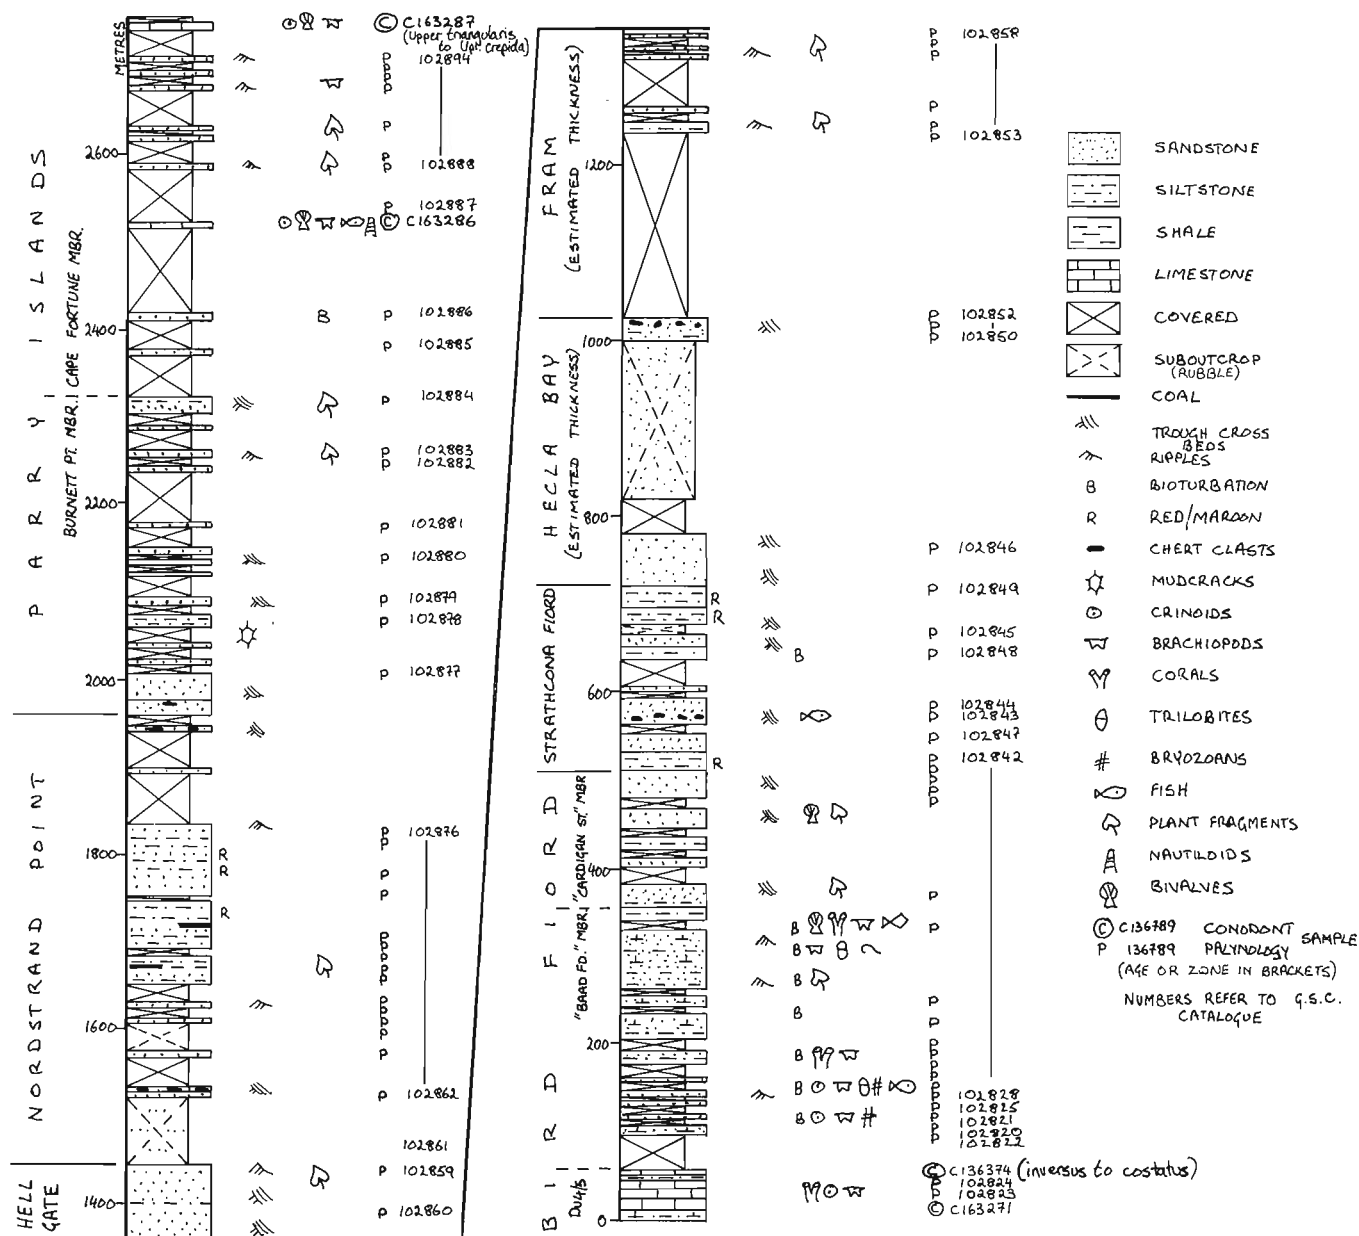 METRES
2600
2400
2200
2000
1800
1600
1400
PARRY ISLANDS
BURNETT PT. MBR. | CAPE FORTUNE MBR.
NORDSTRAND POINT
HELL GATE
© C163287
(Upper triangularis
to Upr. crepida)
P 102894
P
P 102888
P 102887
© C163286
B P 102886
P 102885
P 102884
P 102883
P 102882
P 102881
P 102880
P 102879
P 102878
P 102877
P 102876
R
R
R
P 102862
102861
P 102859
P 102860
FRAM
(ESTIMATED THICKNESS)
HECLA BAY
(ESTIMATED THICKNESS)
STRATHCONA FIORD
BIRD FIORD
"BAAD FD." MBR. | "CARDIGAN ST." MBR
DU4/5
1200
1000
800
600
400
200
0
P 102858
P
P 102853
P 102852
P 102850
P 102846
P 102849
R
R
P 102845
B P 102848
P 102844
P 102843
P 102847
R
P 102842
P
B P
B
B
B
B
B
B
P 102828
P 102825
P 102821
P 102820
P 102822
© C136374 (inversus to costatus)
P 102824
P 102823
© C163271
SANDSTONE
SILTSTONE
SHALE
LIMESTONE
COVERED
SUBOUTCROP
(RUBBLE)
COAL
TROUGH CROSS
BEDS
RIPPLES
B BIOTURBATION
R RED/MAROON
CHERT CLASTS
MUDCRACKS
CRINOIDS
BRACHIOPODS
CORALS
TRILOBITES
BRYOZOANS
FISH
PLANT FRAGMENTS
NAUTILOIDS
BIVALVES
© C136789 CONODONT SAMPLE
P 136789 PALYNOLOGY
(AGE OR ZONE IN BRACKETS)
NUMBERS REFER TO G.S.C.
CATALOGUE